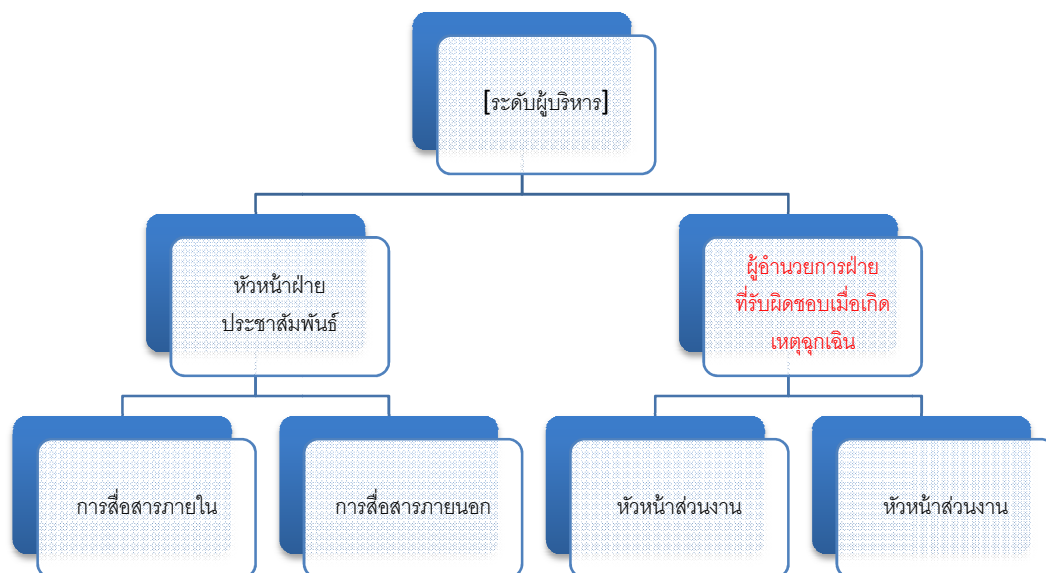 [ระดับผู้บริหาร]
หัวหน้าฝ่าย
ประชาสัมพันธ์
ผู้อำนวยการฝ่าย
ที่รับผิดชอบเมื่อเกิด
เหตุฉุกเฉิน
การสื่อสารภายใน
การสื่อสารภายนอก
หัวหน้าส่วนงาน
หัวหน้าส่วนงาน